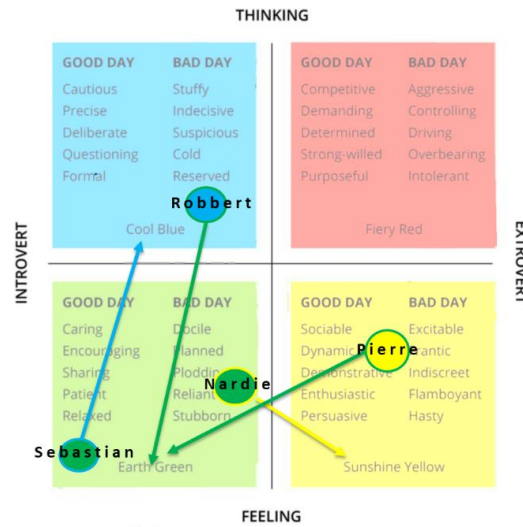 THINKING
GOOD DAY BAD DAY
Cautious Stuffy
Precise Indecisive
Deliberate Suspicious
Questioning Cold
Formal Reserved
Robbert
Cool Blue
GOOD DAY BAD DAY
Competitive Aggressive
Demanding Controlling
Determined Driving
Strong-willed Overbearing
Purposeful Intolerant
Fiery Red
INTROVERT
EXTROVERT
GOOD DAY BAD DAY
Caring Docile
Encouraging Planned
Sharing Plodding
Patient Reliant
Relaxed Stubborn
Nardie
Sebastian
Earth Green
GOOD DAY BAD DAY
Sociable Excitable
Dynamic Frantic
Demonstrative Indiscreet
Enthusiastic Flamboyant
Persuasive Hasty
Pierre
Sunshine Yellow
FEELING